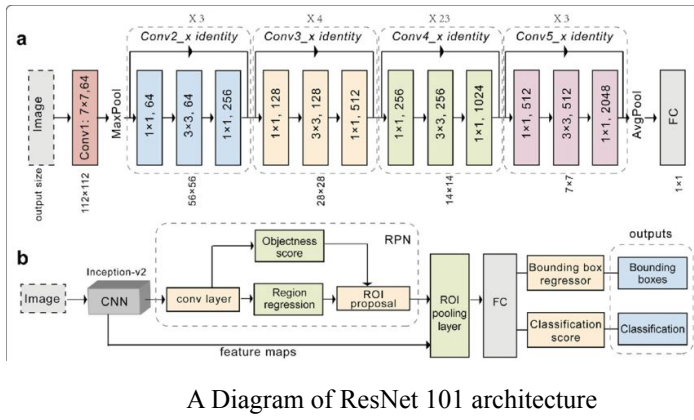 X 3
X 4
X 23
X 3
a
Conv2_x identity
Conv3_x identity
Conv4_x identity
Conv5_x identity
Image
output size
Conv1: 7×7,64
112×112
MaxPool
1×1, 64
3×3, 64
1×1, 256
56×56
1×1, 128
3×3, 128
1×1, 512
28×28
1×1, 256
3×3, 256
1×1, 1024
14×14
1×1, 512
3×3, 512
1×1, 2048
7×7
AvgPool
FC
1×1
b
RPN
outputs
Image
Inception-v2
CNN
conv layer
Objectness
score
Region
regression
ROI
proposal
feature maps
ROI
pooling
layer
FC
Bounding box
regressor
Bounding
boxes
Classification
score
Classification
A Diagram of ResNet 101 architecture